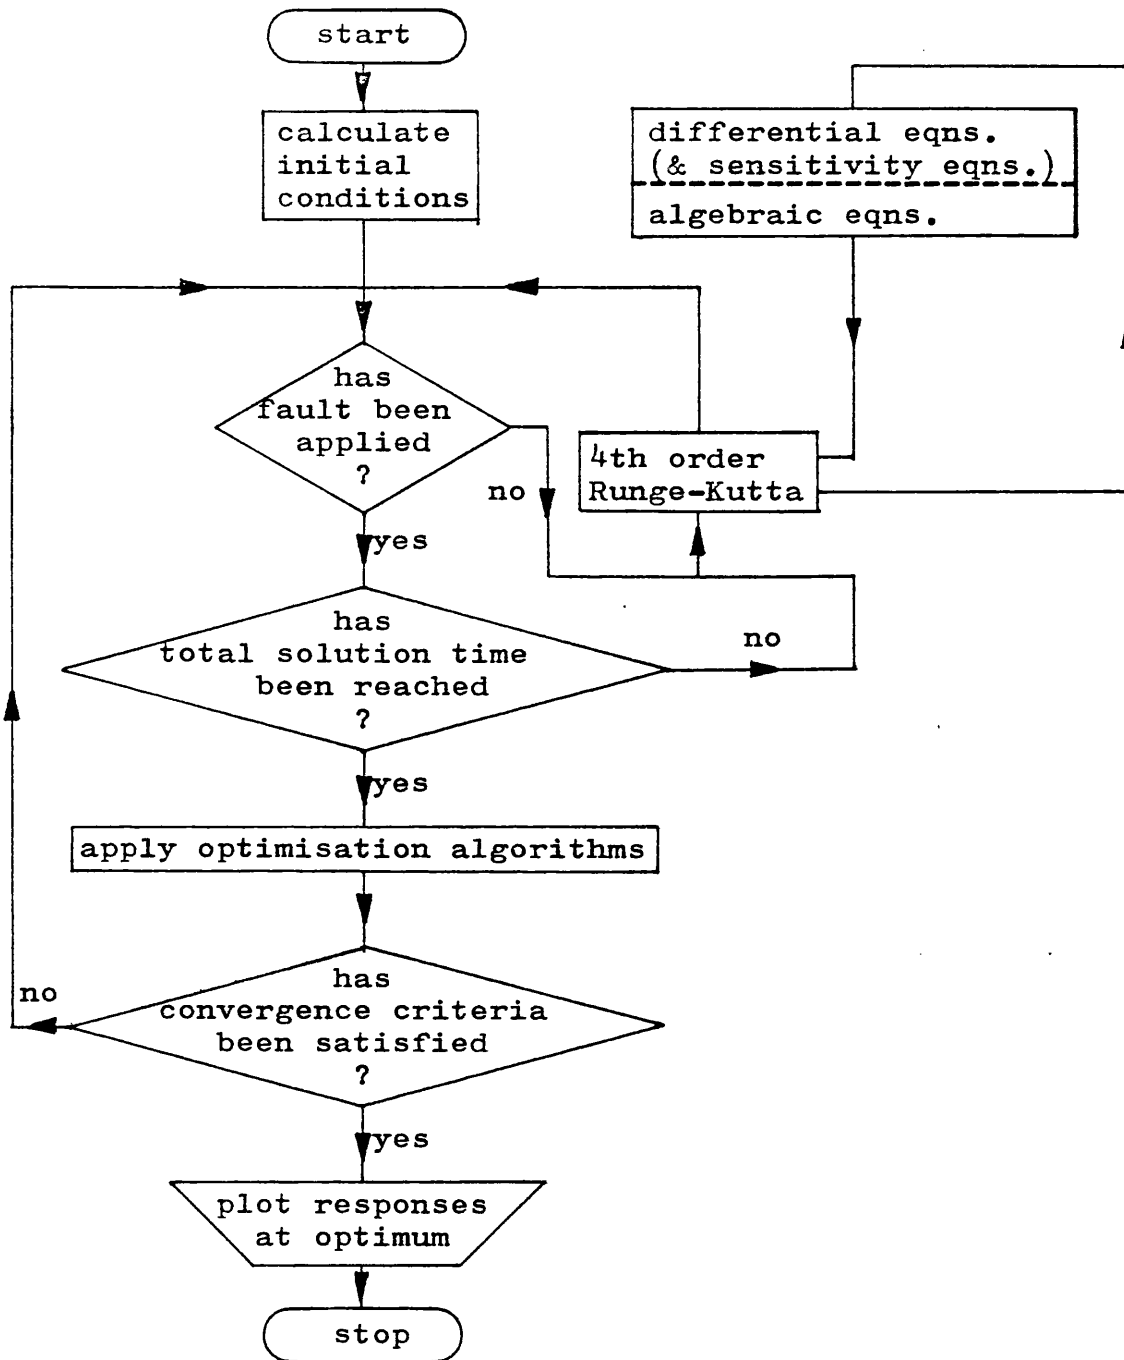 start
calculate
initial
conditions
differential eqns.
(& sensitivity eqns.)
algebraic eqns.
has
fault been
applied
?
no
4th order
Runge-Kutta
yes
has
total solution time
been reached
?
no
yes
apply optimisation algorithms
has
convergence criteria
been satisfied
?
no
yes
plot responses
at optimum
stop